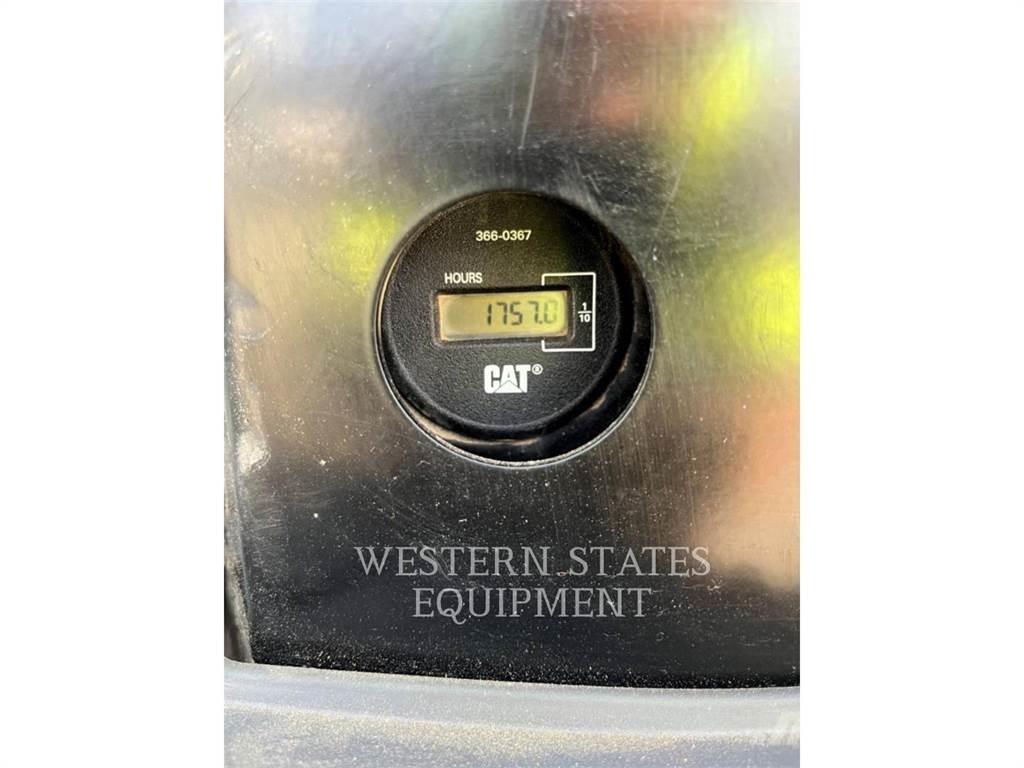 366-0367
HOURS
1757.0
1/10
CAT®
WESTERN STATES
EQUIPMENT